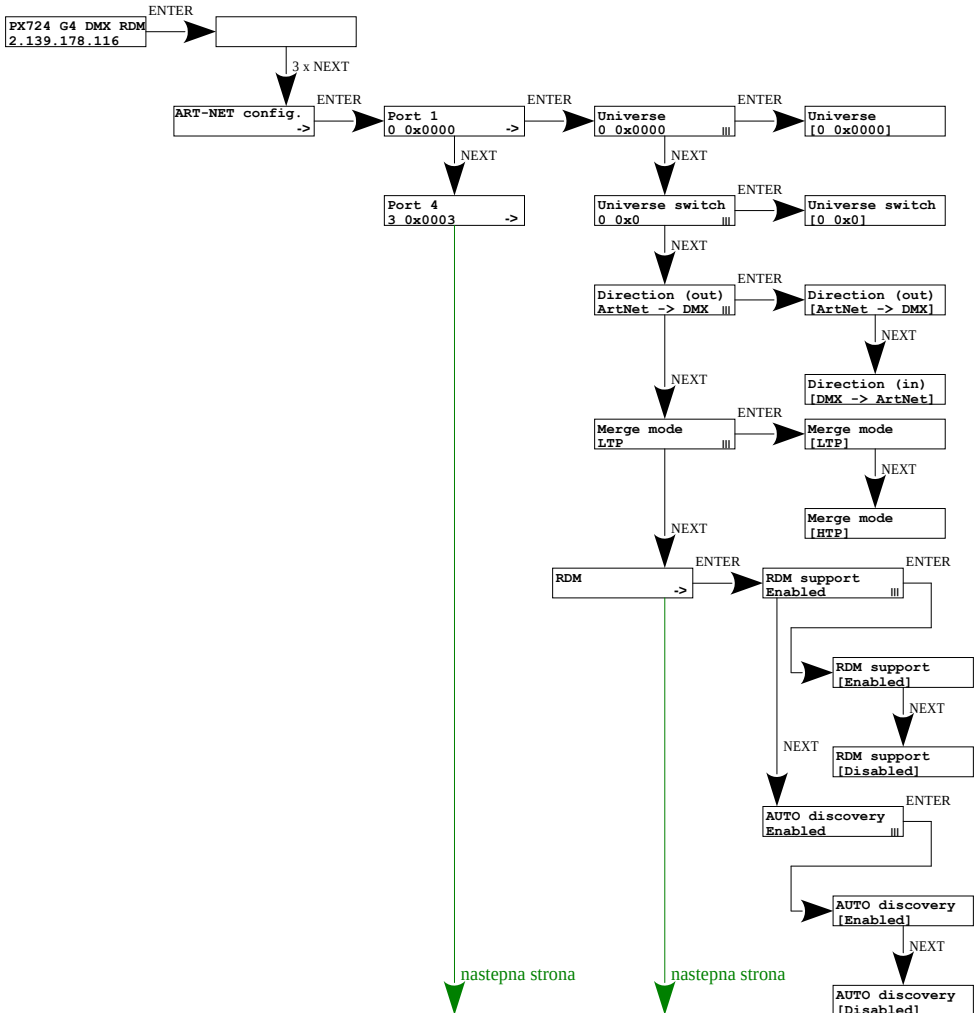 ENTER
PX724 G4 DMX RDM
2.139.178.116
3 x NEXT
ART-NET config.
->
ENTER
Port 1
0 0x0000 ->
ENTER
Universe
0 0x0000
ENTER
Universe
[0 0x0000]
NEXT
NEXT
Port 4
3 0x0003 ->
Universe switch
0 0x0
ENTER
Universe switch
[0 0x0]
NEXT
Direction (out)
ArtNet -> DMX
ENTER
Direction (out)
[ArtNet -> DMX]
NEXT
Direction (in)
[DMX -> ArtNet]
NEXT
Merge mode
LTP
ENTER
Merge mode
[LTP]
NEXT
Merge mode
[HTP]
NEXT
RDM
->
ENTER
RDM support
Enabled
ENTER
RDM support
[Enabled]
NEXT
RDM support
[Disabled]
NEXT
AUTO discovery
Enabled
ENTER
AUTO discovery
[Enabled]
NEXT
AUTO discovery
[Disabled]
nastepna strona
nastepna strona